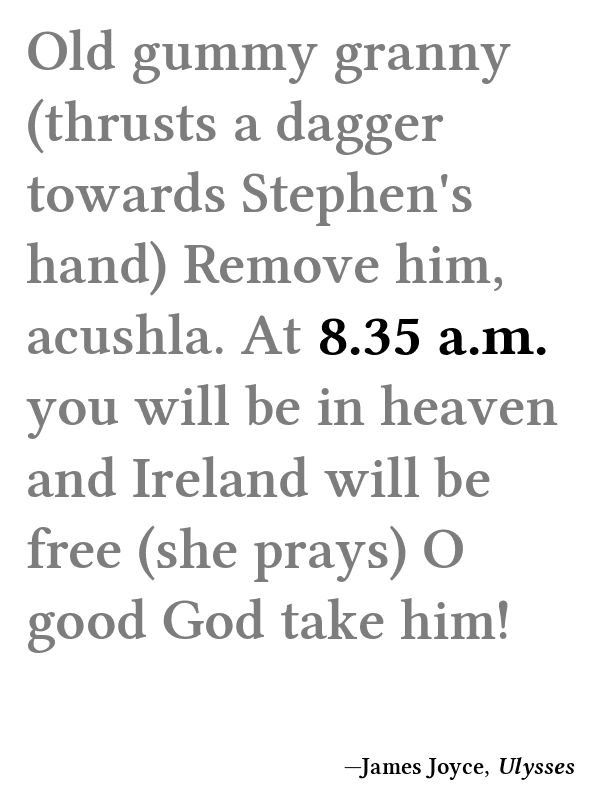 Old gummy granny
(thrusts a dagger
towards Stephen's
hand) Remove him,
acushla. At 8.35 a.m.
you will be in heaven
and Ireland will be
free (she prays) O
good God take him!
—James Joyce, Ulysses